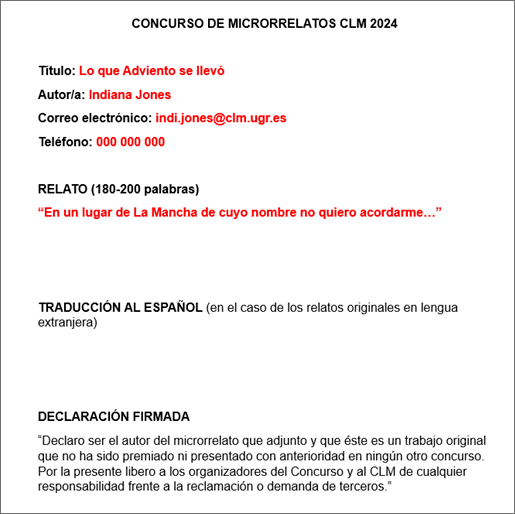 CONCURSO DE MICRORRELATOS CLM 2024
Título: Lo que Adviento se llevó
Autor/a: Indiana Jones
Correo electrónico: indi.jones@clm.ugr.es
Teléfono: 000 000 000
RELATO (180-200 palabras)
“En un lugar de La Mancha de cuyo nombre no quiero acordarme…”
TRADUCCIÓN AL ESPAÑOL (en el caso de los relatos originales en lengua
extranjera)
DECLARACIÓN FIRMADA
“Declaro ser el autor del microrrelato que adjunto y que éste es un trabajo original
que no ha sido premiado ni presentado con anterioridad en ningún otro concurso.
Por la presente libero a los organizadores del Concurso y al CLM de cualquier
responsabilidad frente a la reclamación o demanda de terceros.”